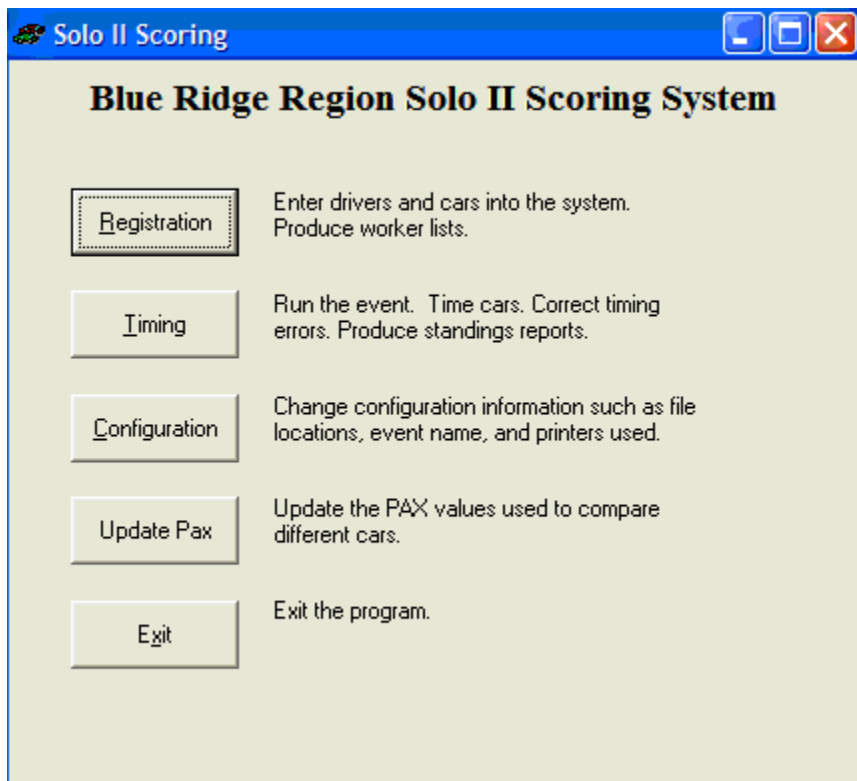 Solo II Scoring
Blue Ridge Region Solo II Scoring System
Registration
Enter drivers and cars into the system.
Produce worker lists.
Timing
Run the event.  Time cars. Correct timing
errors. Produce standings reports.
Configuration
Change configuration information such as file
locations, event name, and printers used.
Update Pax
Update the PAX values used to compare
different cars.
Exit
Exit the program.